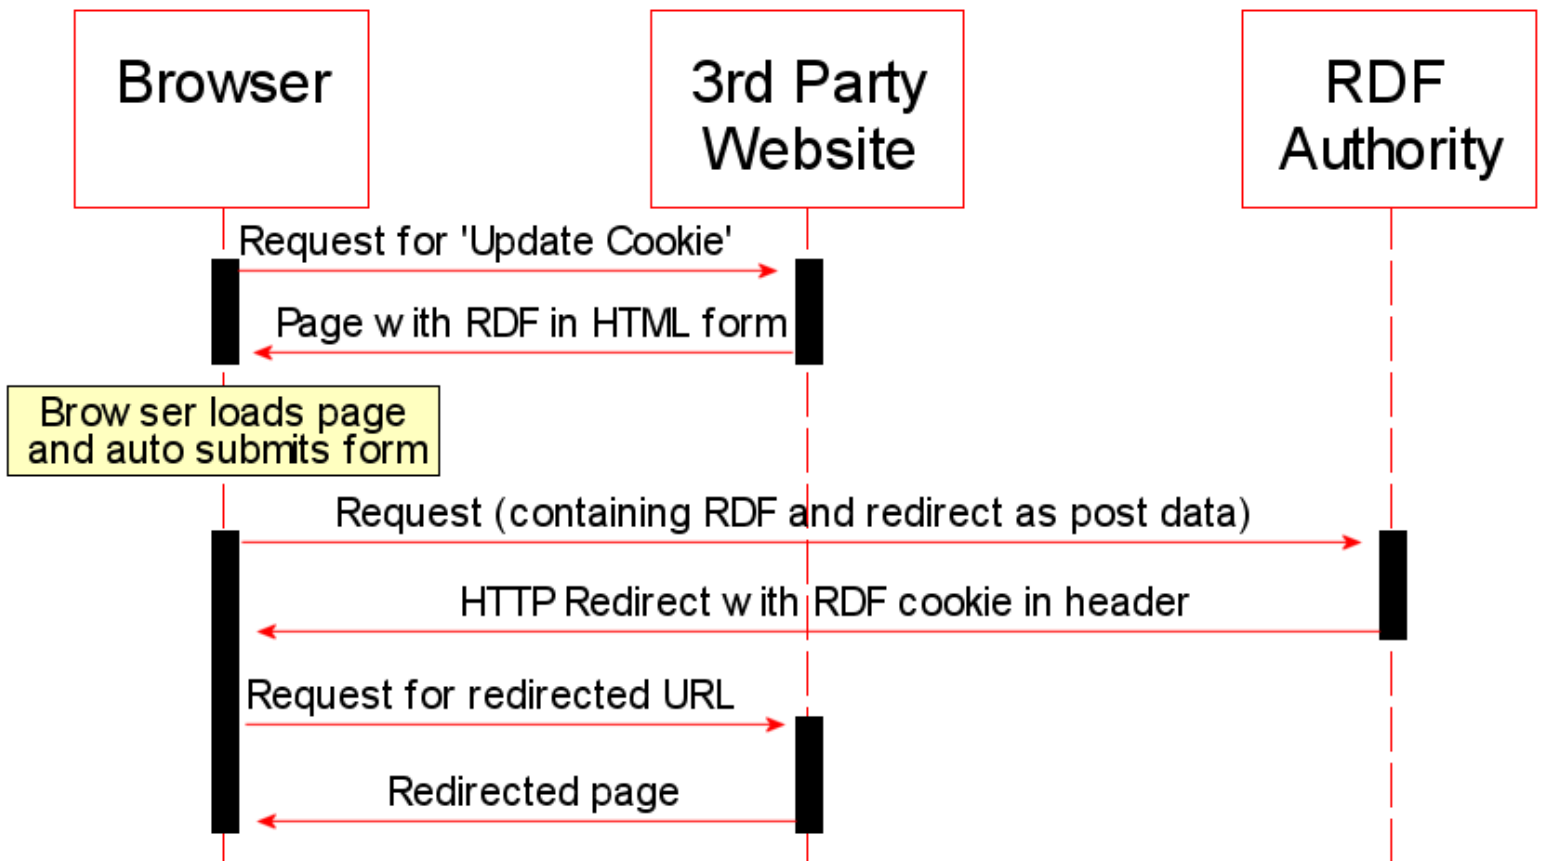 Browser
3rd Party
Website
RDF
Authority
Request for 'Update Cookie'
Page with RDF in HTML form
Browser loads page
and auto submits form
Request (containing RDF and redirect as post data)
HTTP Redirect with RDF cookie in header
Request for redirected URL
Redirected page